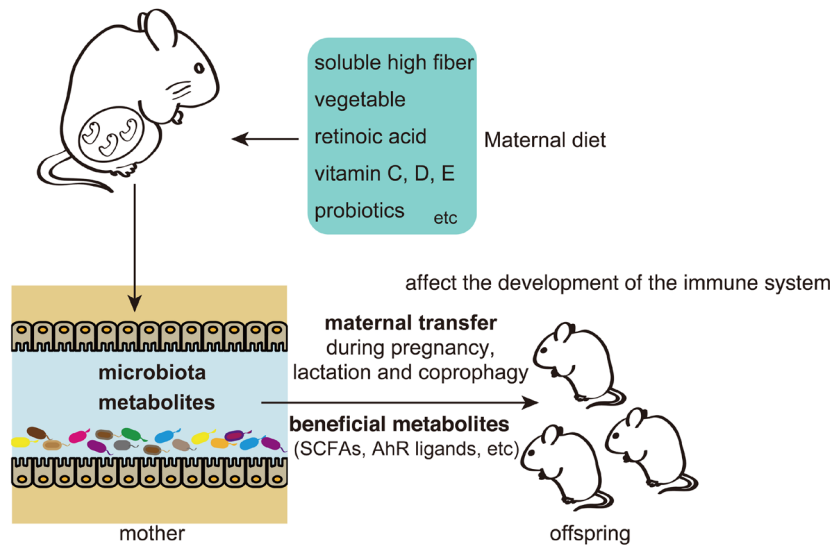 soluble high fiber
vegetable
retinoic acid
vitamin C, D, E
probiotics etc
Maternal diet
affect the development of the immune system
maternal transfer
during pregnancy,
lactation and coprophagy
beneficial metabolites
(SCFAs, AhR ligands, etc)
microbiota
metabolites
mother
offspring